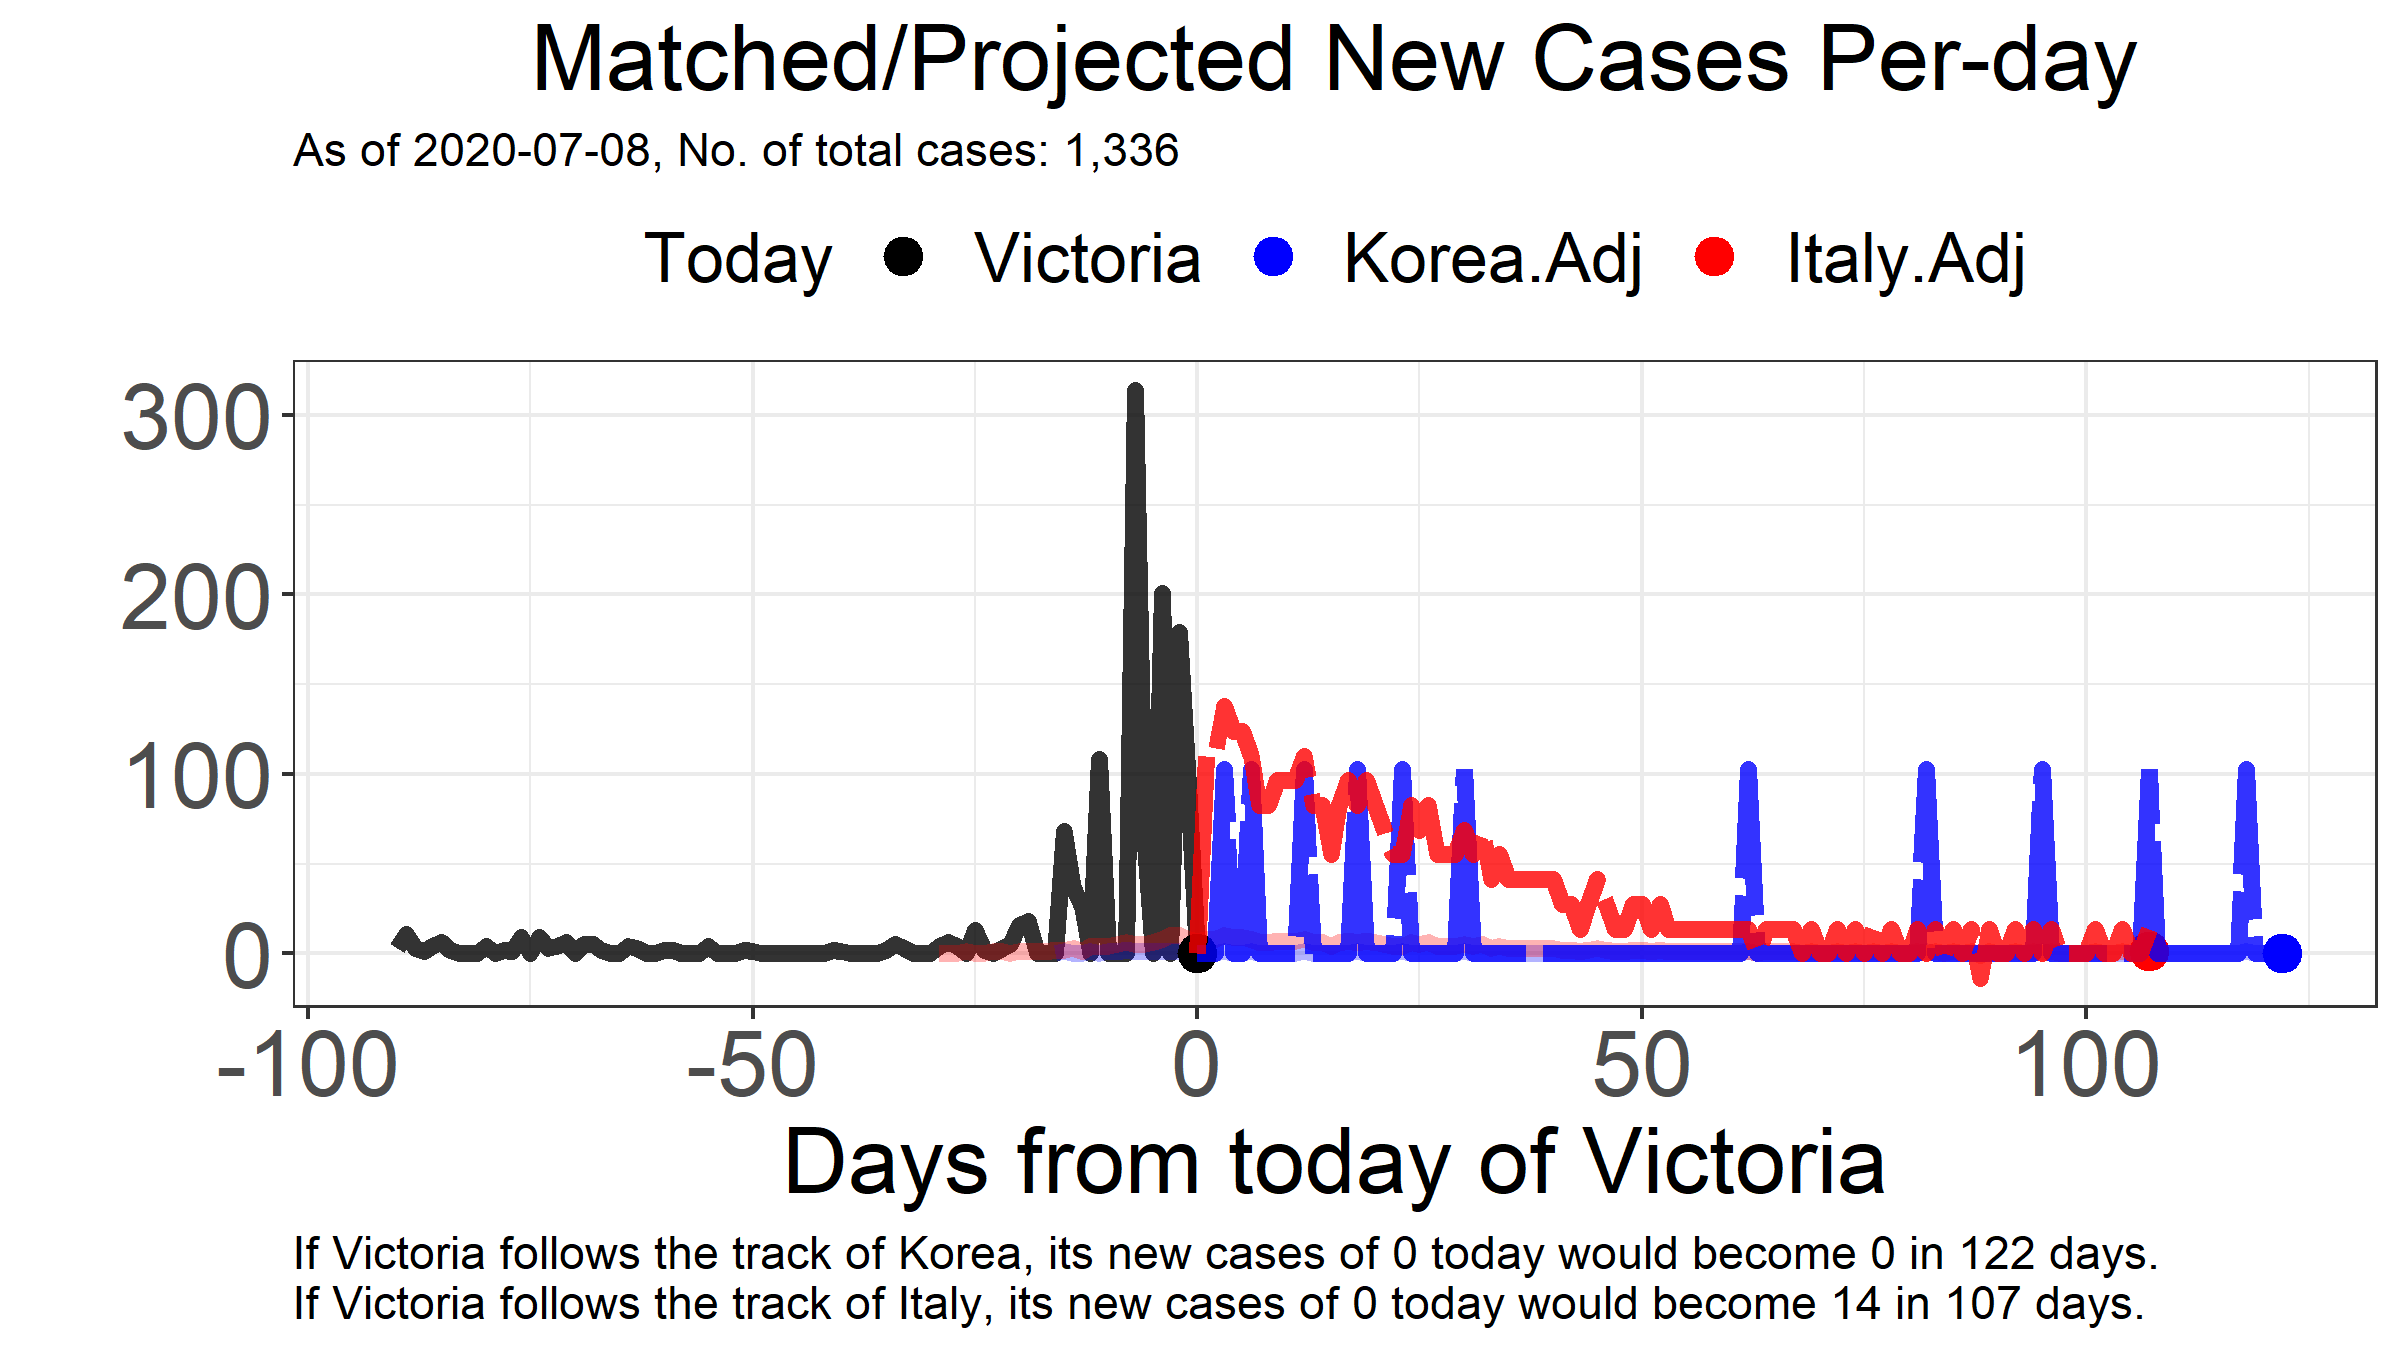 Matched/Projected New Cases Per-day
As of 2020-07-08, No. of total cases: 1,336
Today Victoria Korea.Adj Italy.Adj
300
200
100
0
-100 -50 0 50 100
Days from today of Victoria
If Victoria follows the track of Korea, its new cases of 0 today would become 0 in 122 days.
If Victoria follows the track of Italy, its new cases of 0 today would become 14 in 107 days.